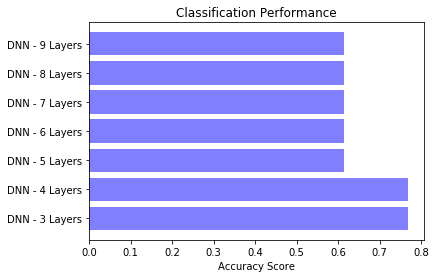 Classification Performance
DNN - 9 Layers
DNN - 8 Layers
DNN - 7 Layers
DNN - 6 Layers
DNN - 5 Layers
DNN - 4 Layers
DNN - 3 Layers
0.0 0.1 0.2 0.3 0.4 0.5 0.6 0.7 0.8
Accuracy Score